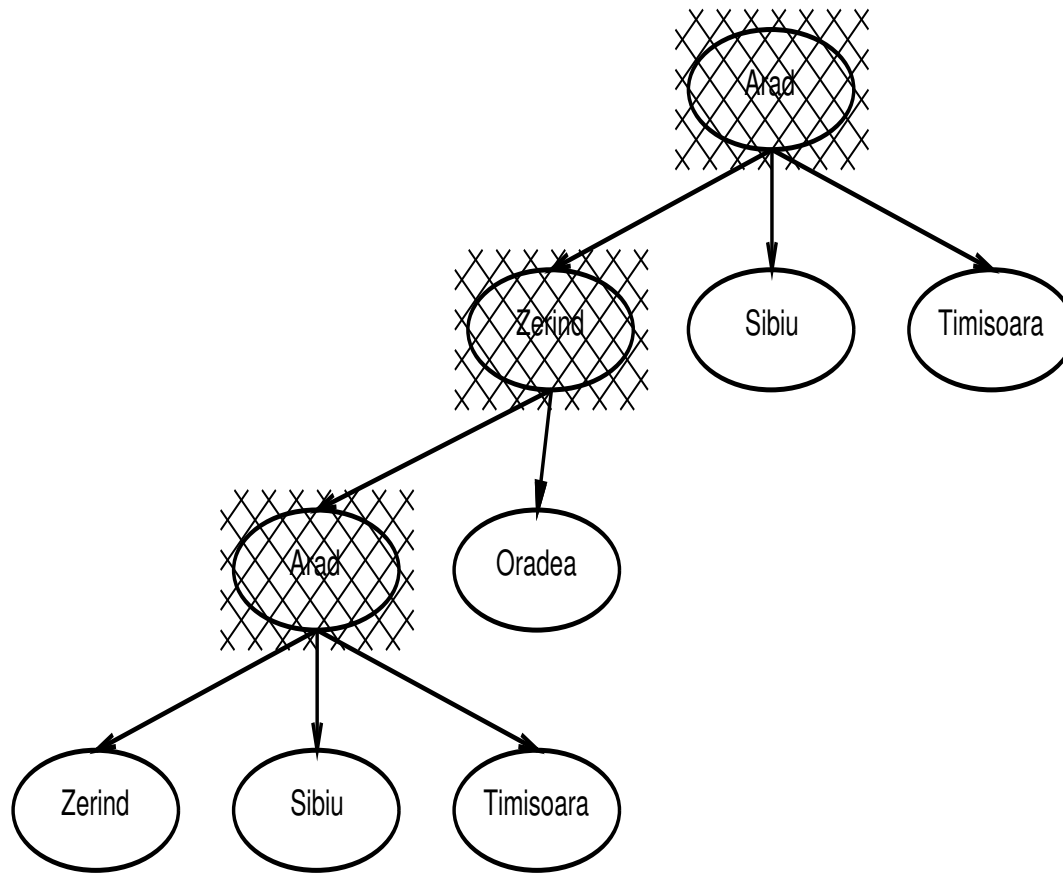 Arad
Zerind
Sibiu
Timisoara
Arad
Oradea
Zerind
Sibiu
Timisoara